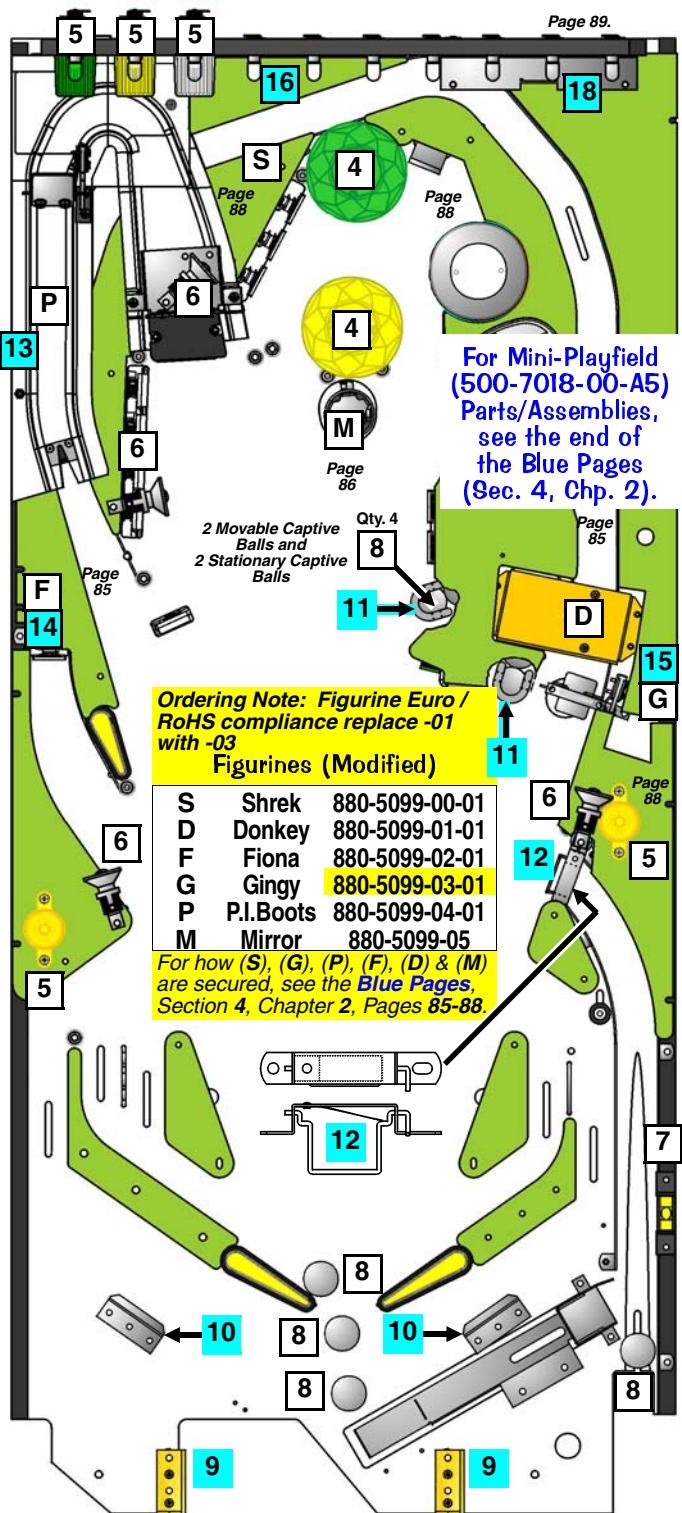 Page 89.
5 5 5
16
18
S
4
Page
88
Page
88
6
P
4
13
For Mini-Playfield
(500-7018-00-A5)
Parts/Assemblies,
see the end of
the Blue Pages
(Sec. 4, Chp. 2).
M
6
Page
86
2 Movable Captive
Balls and
2 Stationary Captive
Balls
Qty. 4
8
Page
85
Page
85
F
11
D
14
15
G
11
Ordering Note: Figurine Euro /
RoHS compliance replace -01
with -03
Figurines (Modified)
S Shrek 880-5099-00-01
D Donkey 880-5099-01-01
F Fiona 880-5099-02-01
G Gingy 880-5099-03-01
P P.I.Boots 880-5099-04-01
M Mirror 880-5099-05
For how (S), (G), (P), (F), (D) & (M)
are secured, see the Blue Pages,
Section 4, Chapter 2, Pages 85-88.
Page
88
6
6
12
5
5
12
7
8
10
8
10
8
8
9
9